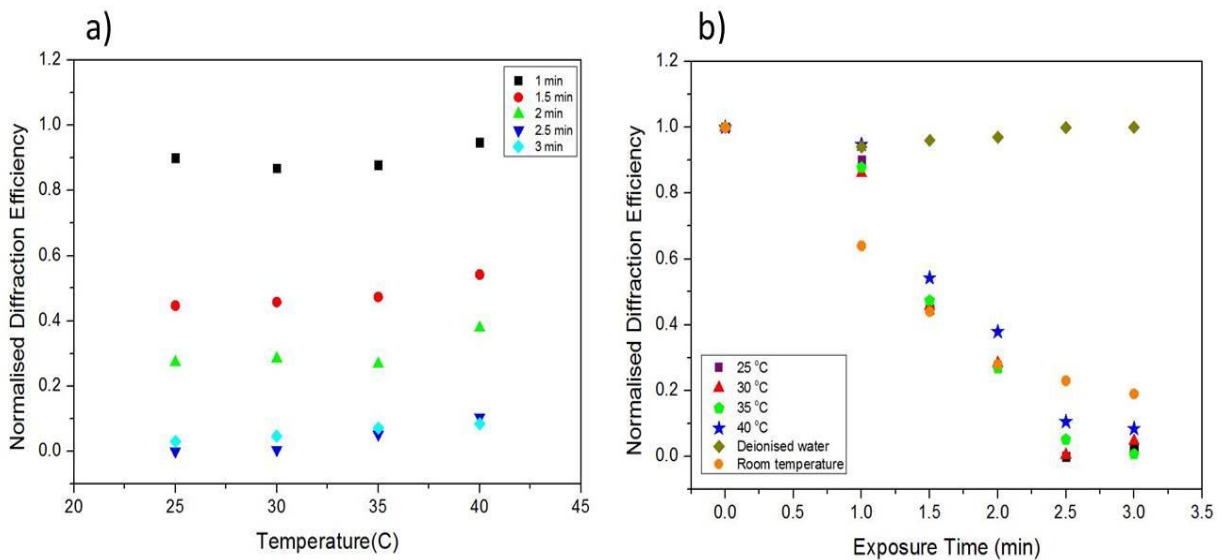 a)
1.2
1.0
0.8
0.6
0.4
0.2
0.0
Normalised Diffraction Efficiency
1 min
1.5 min
2 min
2.5 min
3 min
20 25 30 35 40 45
Temperature(C)
b)
1.2
1.0
0.8
0.6
0.4
0.2
0.0
Normalised Diffraction Efficiency
25 °C
30 °C
35 °C
40 °C
Deionised water
Room temperature
0.0 0.5 1.0 1.5 2.0 2.5 3.0 3.5
Exposure Time (min)